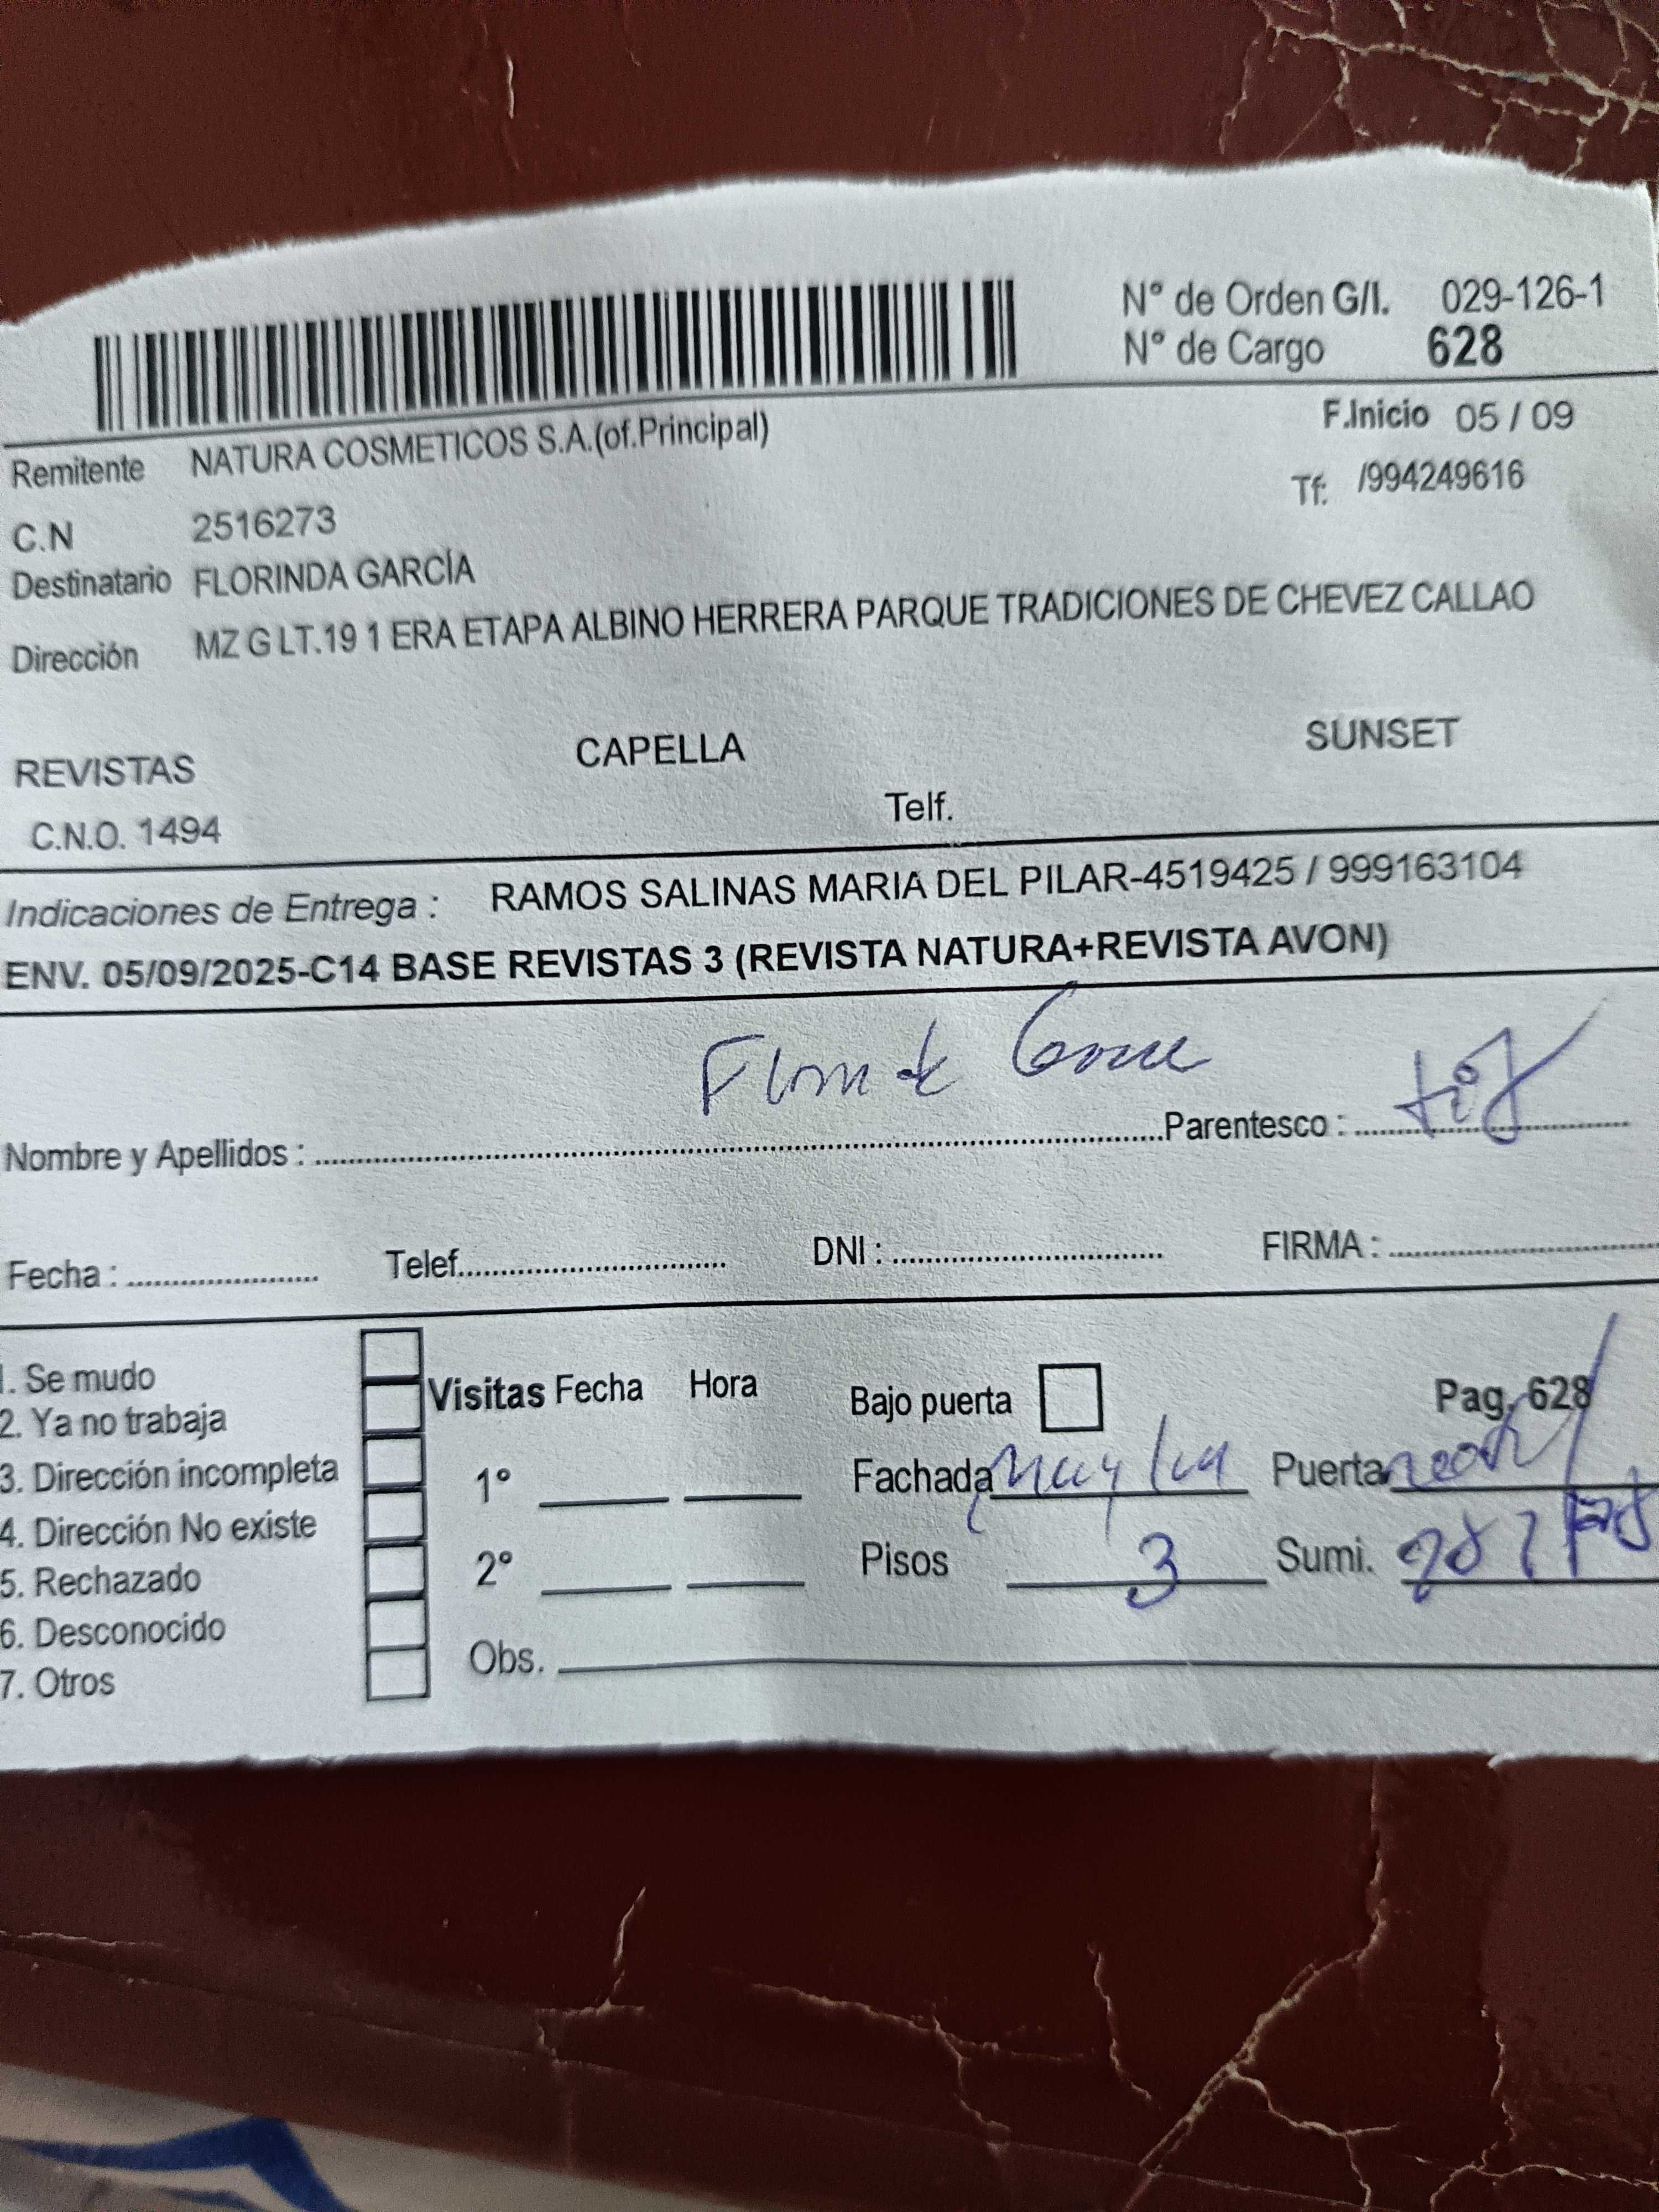 N° de Orden G/I. 029-126-1
N° de Cargo 628
F.Inicio 05 / 09
Remitente NATURA COSMETICOS S.A.(of.Principal)
Tf: /994249616
C.N 2516273
Destinatario FLORINDA GARCÍA
Dirección MZ G LT.19 1 ERA ETAPA ALBINO HERRERA PARQUE TRADICIONES DE CHEVEZ CALLAO
REVISTAS CAPELLA SUNSET
C.N.O. 1494 Telf.
Indicaciones de Entrega : RAMOS SALINAS MARIA DEL PILAR-4519425 / 999163104
ENV. 05/09/2025-C14 BASE REVISTAS 3 (REVISTA NATURA+REVISTA AVON)
Nombre y Apellidos : Parentesco :
Fecha : Telef. DNI : FIRMA :
1. Se mudo
2. Ya no trabaja
3. Dirección incompleta
4. Dirección No existe
5. Rechazado
6. Desconocido
7. Otros
Visitas Fecha Hora
1°
2°
Obs.
Bajo puerta Pag. 628
Fachada Puerta
Pisos 3 Sumi.